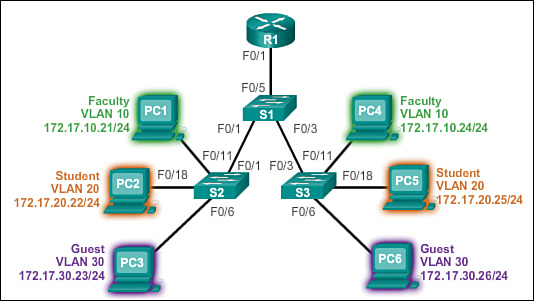 R1
F0/1
F0/5
S1
F0/1
F0/3
Faculty
VLAN 10
172.17.10.21/24
PC1
F0/11
Student
VLAN 20
172.17.20.22/24
PC2
F0/18
F0/1
S2
F0/6
Guest
VLAN 30
172.17.30.23/24
PC3
PC4
Faculty
VLAN 10
172.17.10.24/24
F0/3
F0/11
F0/18
S3
F0/6
PC5
Student
VLAN 20
172.17.20.25/24
PC6
Guest
VLAN 30
172.17.30.26/24